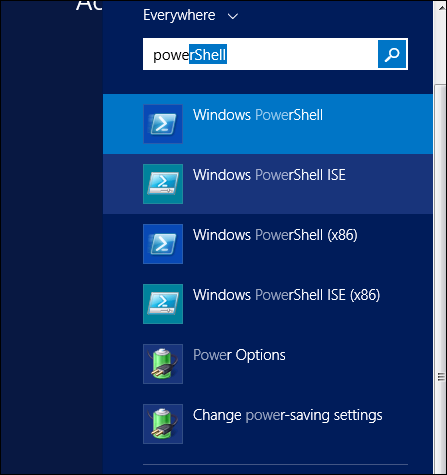 Ac
Everywhere
powerShell
Windows PowerShell
Windows PowerShell ISE
Windows PowerShell (x86)
Windows PowerShell ISE (x86)
Power Options
Change power-saving settings